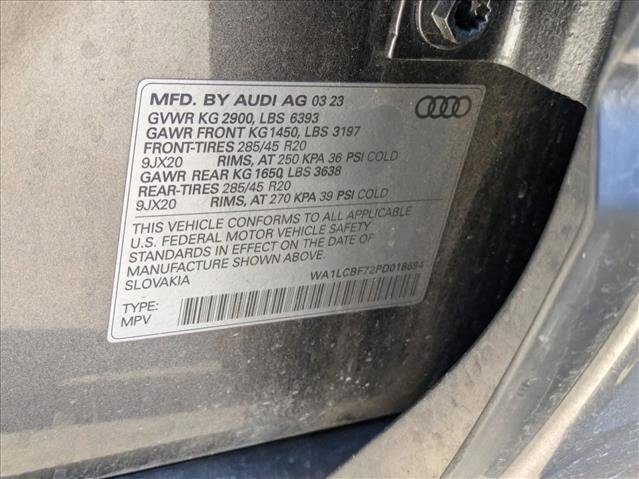 MFD. BY AUDI AG 03 23
GVWR KG 2900, LBS 6393
GAWR FRONT KG1450, LBS 3197
FRONT-TIRES 285/45 R20
9JX20 RIMS, AT 250 KPA 36 PSI COLD
GAWR REAR KG 1650, LBS 3638
REAR-TIRES 285/45 R20
9JX20 RIMS, AT 270 KPA 39 PSI COLD
THIS VEHICLE CONFORMS TO ALL APPLICABLE
U.S. FEDERAL MOTOR VEHICLE SAFETY
STANDARDS IN EFFECT ON THE DATE OF
MANUFACTURE SHOWN ABOVE.
SLOVAKIA
WA1LCBF72PD018694
TYPE:
MPV